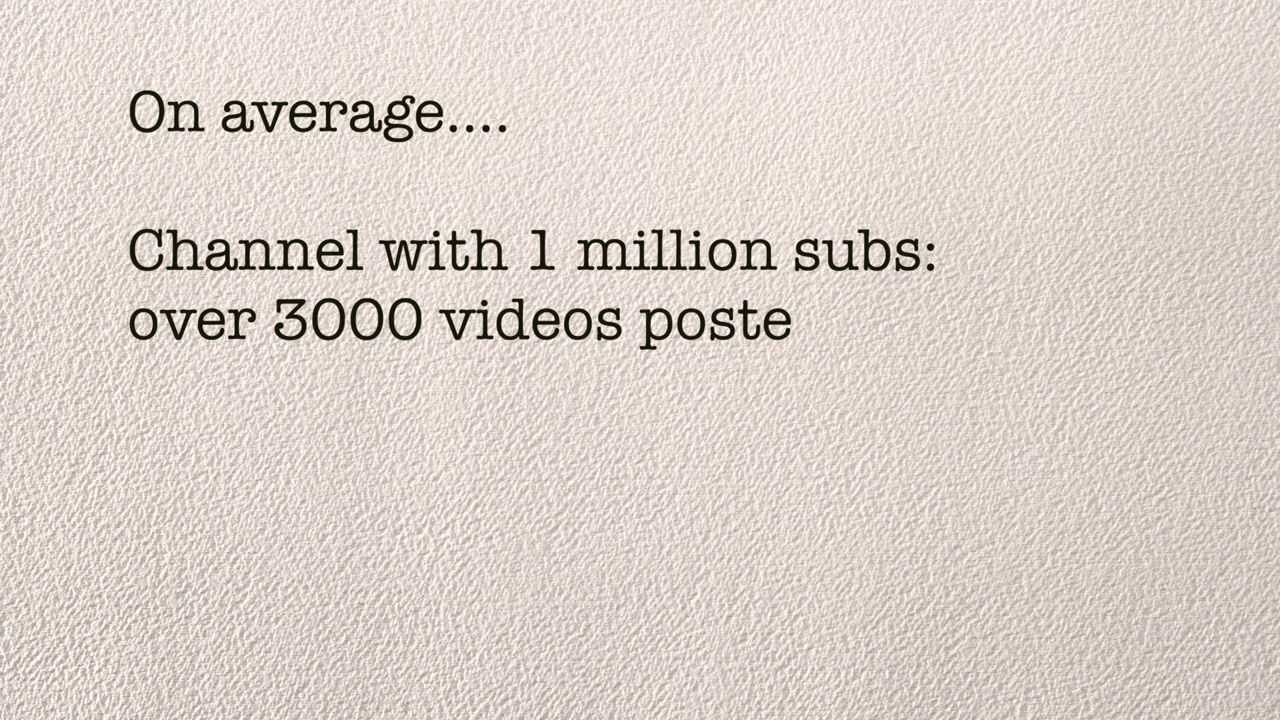 On average....
Channel with 1 million subs:
over 3000 videos poste